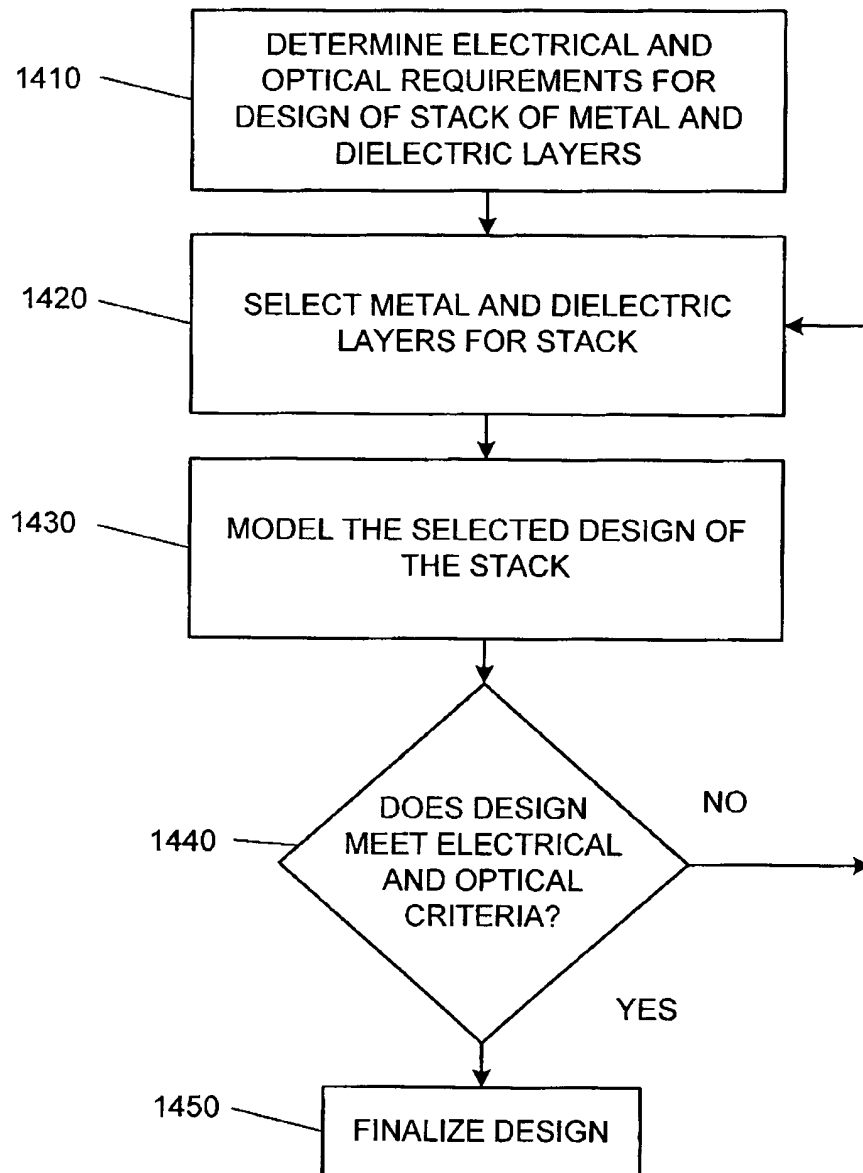 1410
DETERMINE ELECTRICAL AND
OPTICAL REQUIREMENTS FOR
DESIGN OF STACK OF METAL AND
DIELECTRIC LAYERS
1420
SELECT METAL AND DIELECTRIC
LAYERS FOR STACK
1430
MODEL THE SELECTED DESIGN OF
THE STACK
1440
DOES DESIGN
MEET ELECTRICAL
AND OPTICAL
CRITERIA?
NO
YES
1450
FINALIZE DESIGN